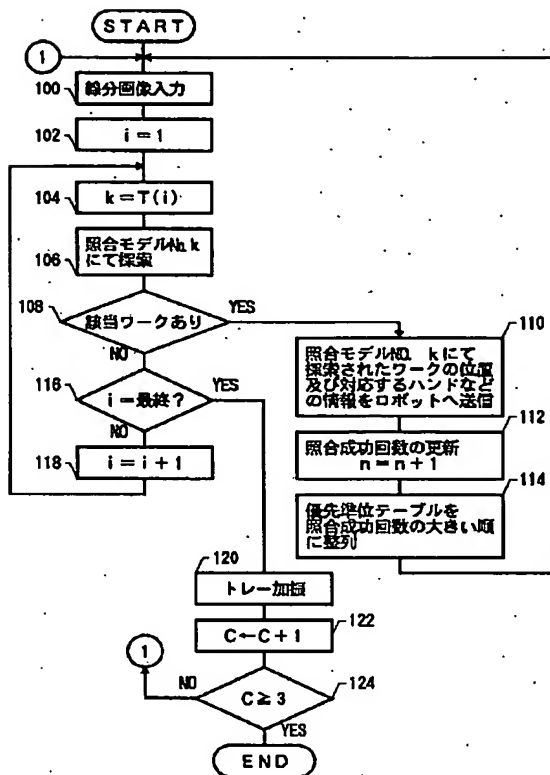 START
1
100
線分画像入力
102
i = 1
104
k = T(i)
106
照合モデルNo. k
にて探索
108
該当ワークあり
YES
NO
110
照合モデルNO. kにて
探索されたワークの位置
及び対応するハンドなど
の情報をロボットへ送信
116
i = 最終?
YES
NO
112
照合成功回数の更新
n = n + 1
118
i = i + 1
114
優先準位テーブルを
照合成功回数の大きい順
に整列
120
トレー加振
122
C ← C + 1
1
NO
C ≧ 3
124
YES
END